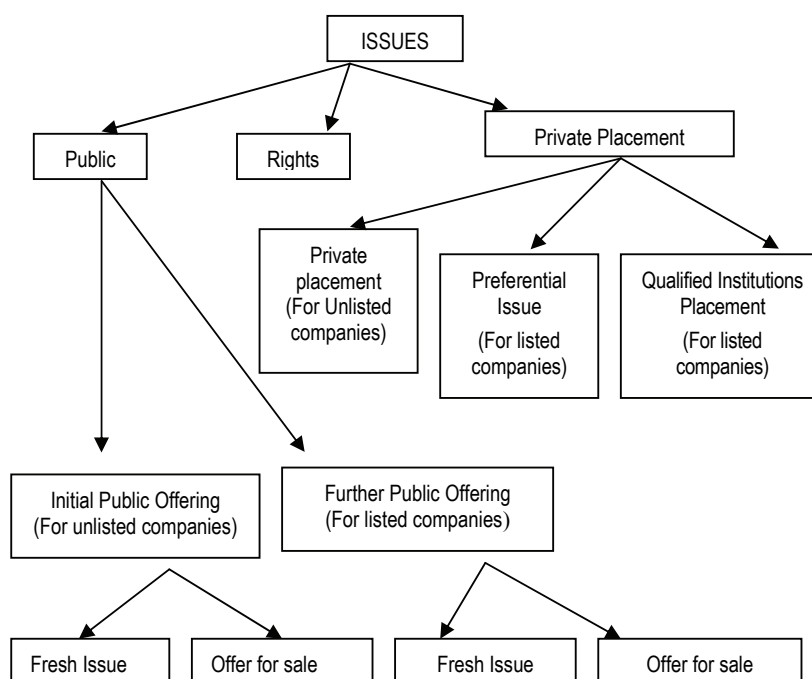 ISSUES
Public
Rights
Private Placement
Private
placement
(For Unlisted
companies)
Preferential
Issue
(For listed
companies)
Qualified Institutions
Placement
(For listed
companies)
Initial Public Offering
(For unlisted companies)
Further Public Offering
(For listed companies)
Fresh Issue
Offer for sale
Fresh Issue
Offer for sale